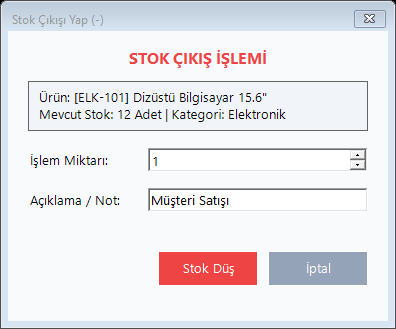 Stok Çıkışı Yap (-)
STOK ÇIKIŞ İŞLEMİ
Ürün: [ELK-101] Dizüstü Bilgisayar 15.6"
Mevcut Stok: 12 Adet | Kategori: Elektronik
İşlem Miktarı: 1
Açıklama / Not: Müşteri Satışı
Stok Düş İptal